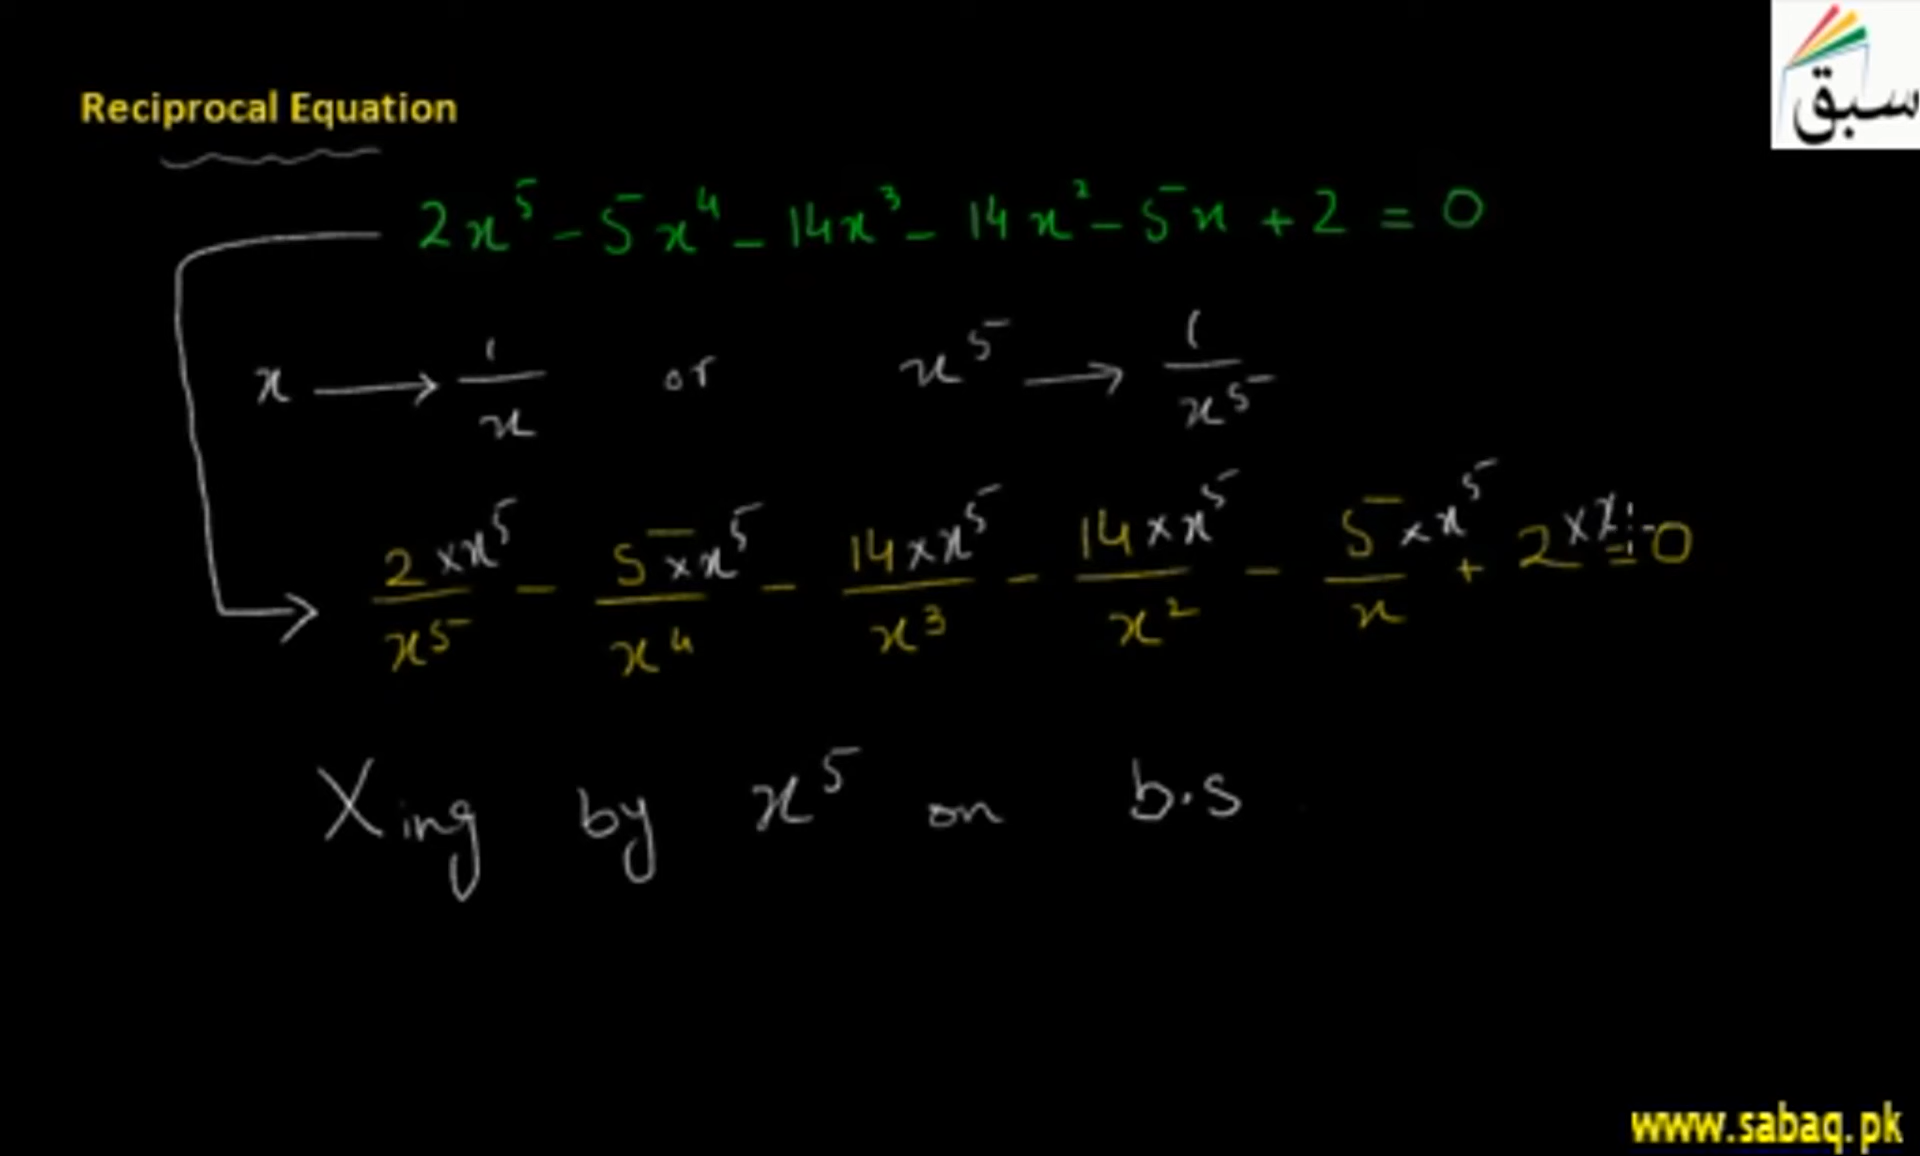 سبق
Reciprocal Equation
2x⁵ - 5x⁴ - 14x³ - 14x² - 5x + 2 = 0
x → 1/x or x⁵ → 1/x⁵
2×x⁵/x⁵ - 5×x⁵/x⁴ - 14×x⁵/x³ - 14×x⁵/x² - 5×x⁵/x + 2× = 0
Xing by x⁵ on b.s
www.sabaq.pk